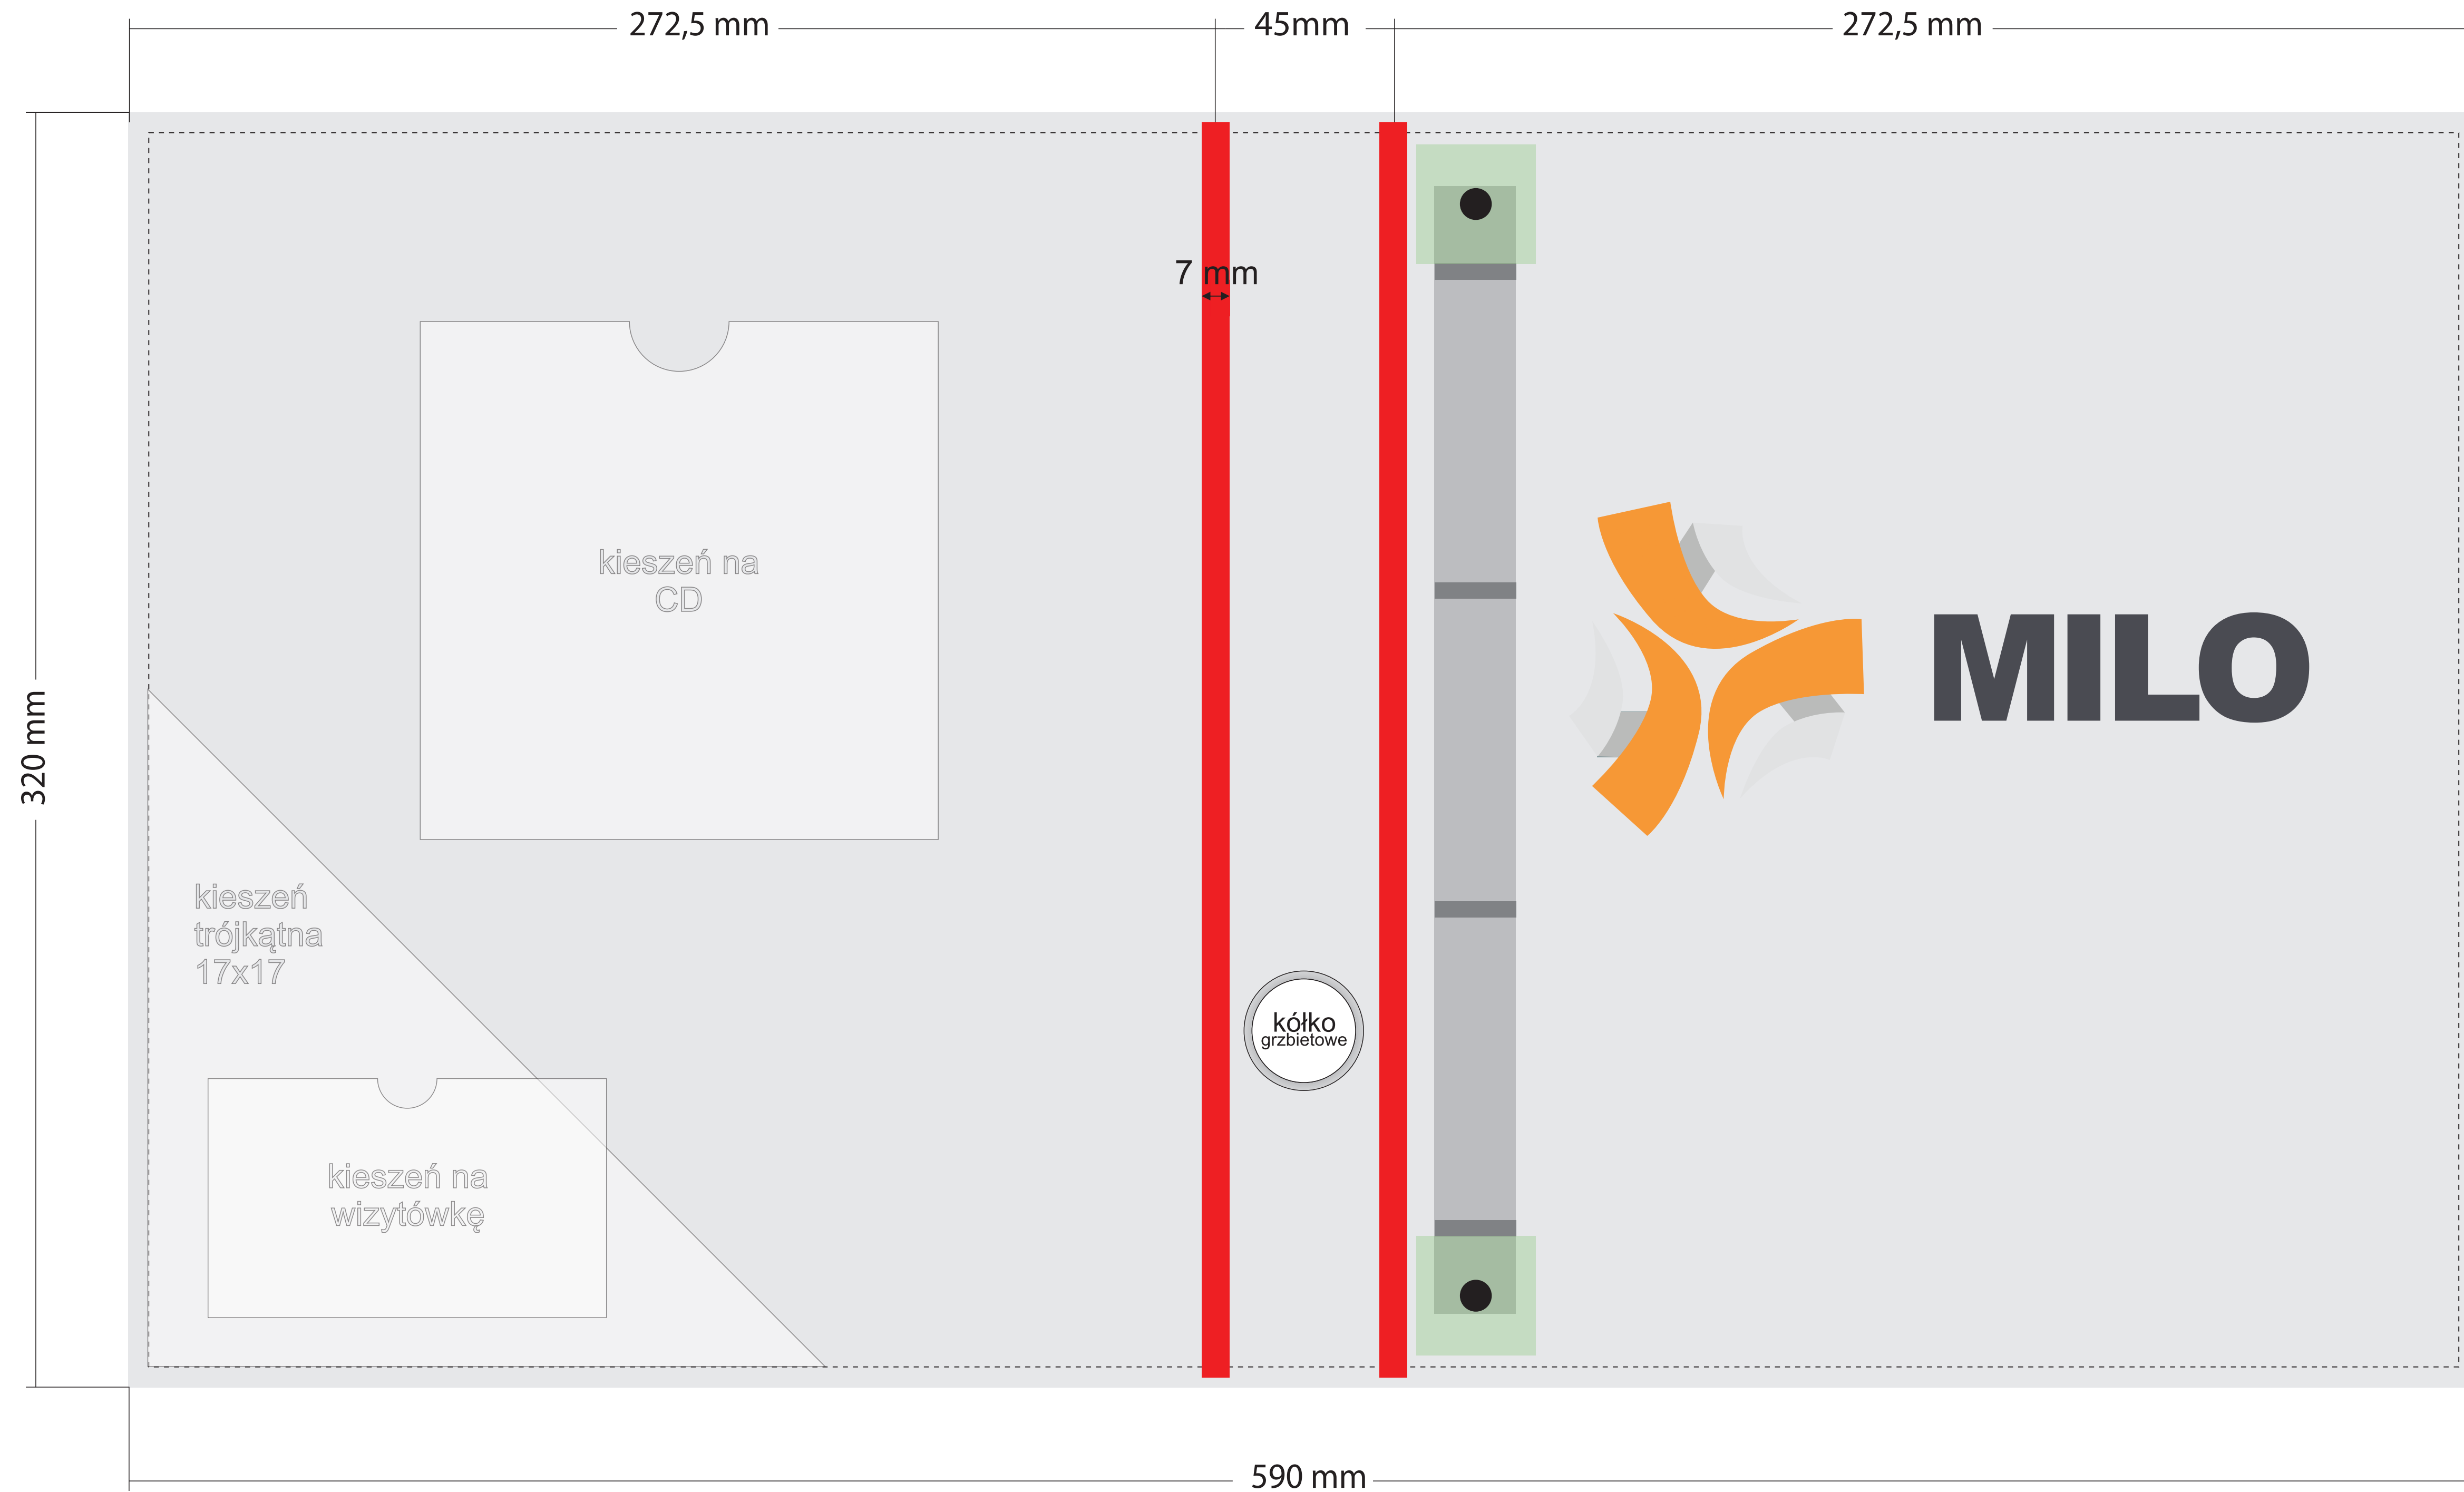 272,5 mm
45mm
272,5 mm
7 mm
kieszeń na
CD
MILO
320 mm
kieszeń
trójkątna
17x17
kółko
grzbietowe
kieszeń na
wizytówkę
590 mm